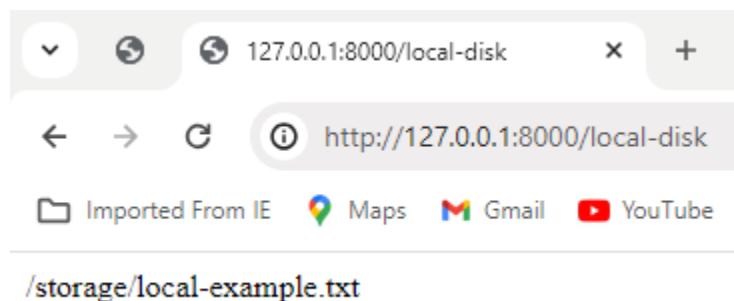 127.0.0.1:8000/local-disk
http://127.0.0.1:8000/local-disk
Imported From IE Maps Gmail YouTube
/storage/local-example.txt